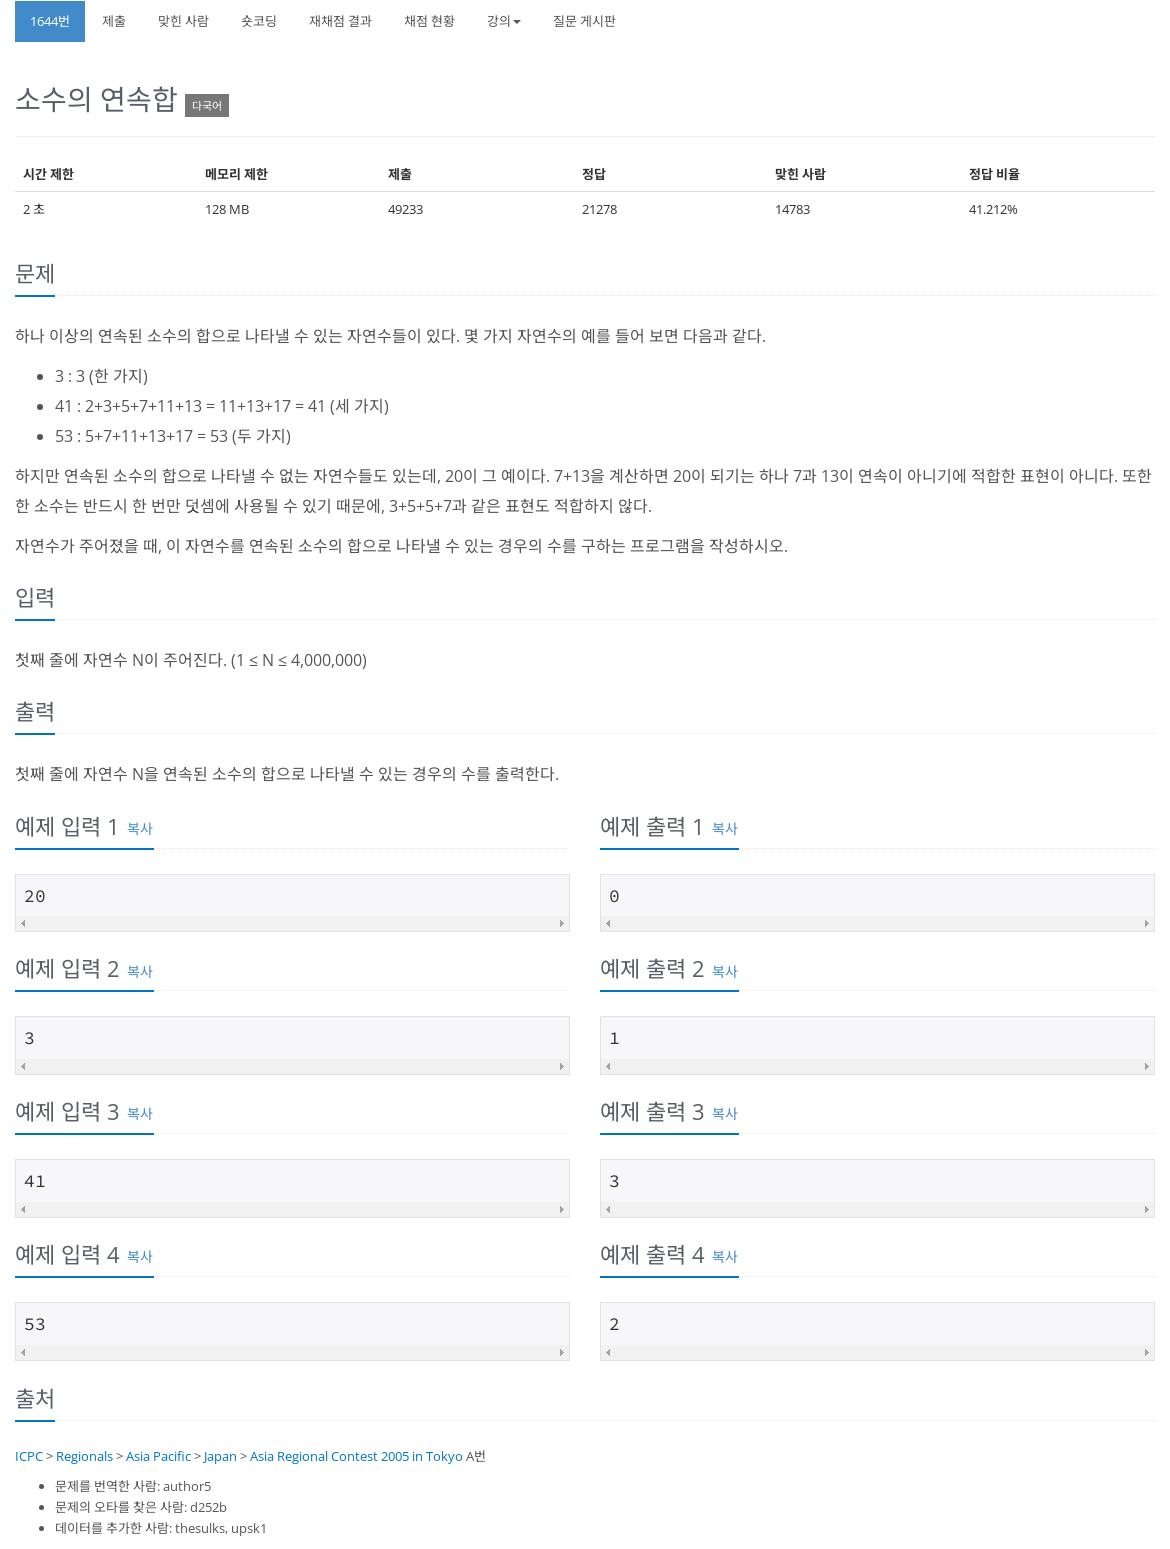 1644번 제출 맞힌 사람 숏코딩 재채점 결과 채점 현황 강의 질문 게시판
소수의 연속합 다국어
시간 제한 메모리 제한 제출 정답 맞힌 사람 정답 비율
2 초 128 MB 49233 21278 14783 41.212%
문제
하나 이상의 연속된 소수의 합으로 나타낼 수 있는 자연수들이 있다. 몇 가지 자연수의 예를 들어 보면 다음과 같다.
3 : 3 (한 가지)
41 : 2+3+5+7+11+13 = 11+13+17 = 41 (세 가지)
53 : 5+7+11+13+17 = 53 (두 가지)
하지만 연속된 소수의 합으로 나타낼 수 없는 자연수들도 있는데, 20이 그 예이다. 7+13을 계산하면 20이 되기는 하나 7과 13이 연속이 아니기에 적합한 표현이 아니다. 또한
한 소수는 반드시 한 번만 덧셈에 사용될 수 있기 때문에, 3+5+5+7과 같은 표현도 적합하지 않다.
자연수가 주어졌을 때, 이 자연수를 연속된 소수의 합으로 나타낼 수 있는 경우의 수를 구하는 프로그램을 작성하시오.
입력
첫째 줄에 자연수 N이 주어진다. (1 ≤ N ≤ 4,000,000)
출력
첫째 줄에 자연수 N을 연속된 소수의 합으로 나타낼 수 있는 경우의 수를 출력한다.
예제 입력 1 복사
20
예제 출력 1 복사
0
예제 입력 2 복사
3
예제 출력 2 복사
1
예제 입력 3 복사
41
예제 출력 3 복사
3
예제 입력 4 복사
53
예제 출력 4 복사
2
출처
ICPC > Regionals > Asia Pacific > Japan > Asia Regional Contest 2005 in Tokyo A번
문제를 번역한 사람: author5
문제의 오타를 찾은 사람: d252b
데이터를 추가한 사람: thesulks, upsk1